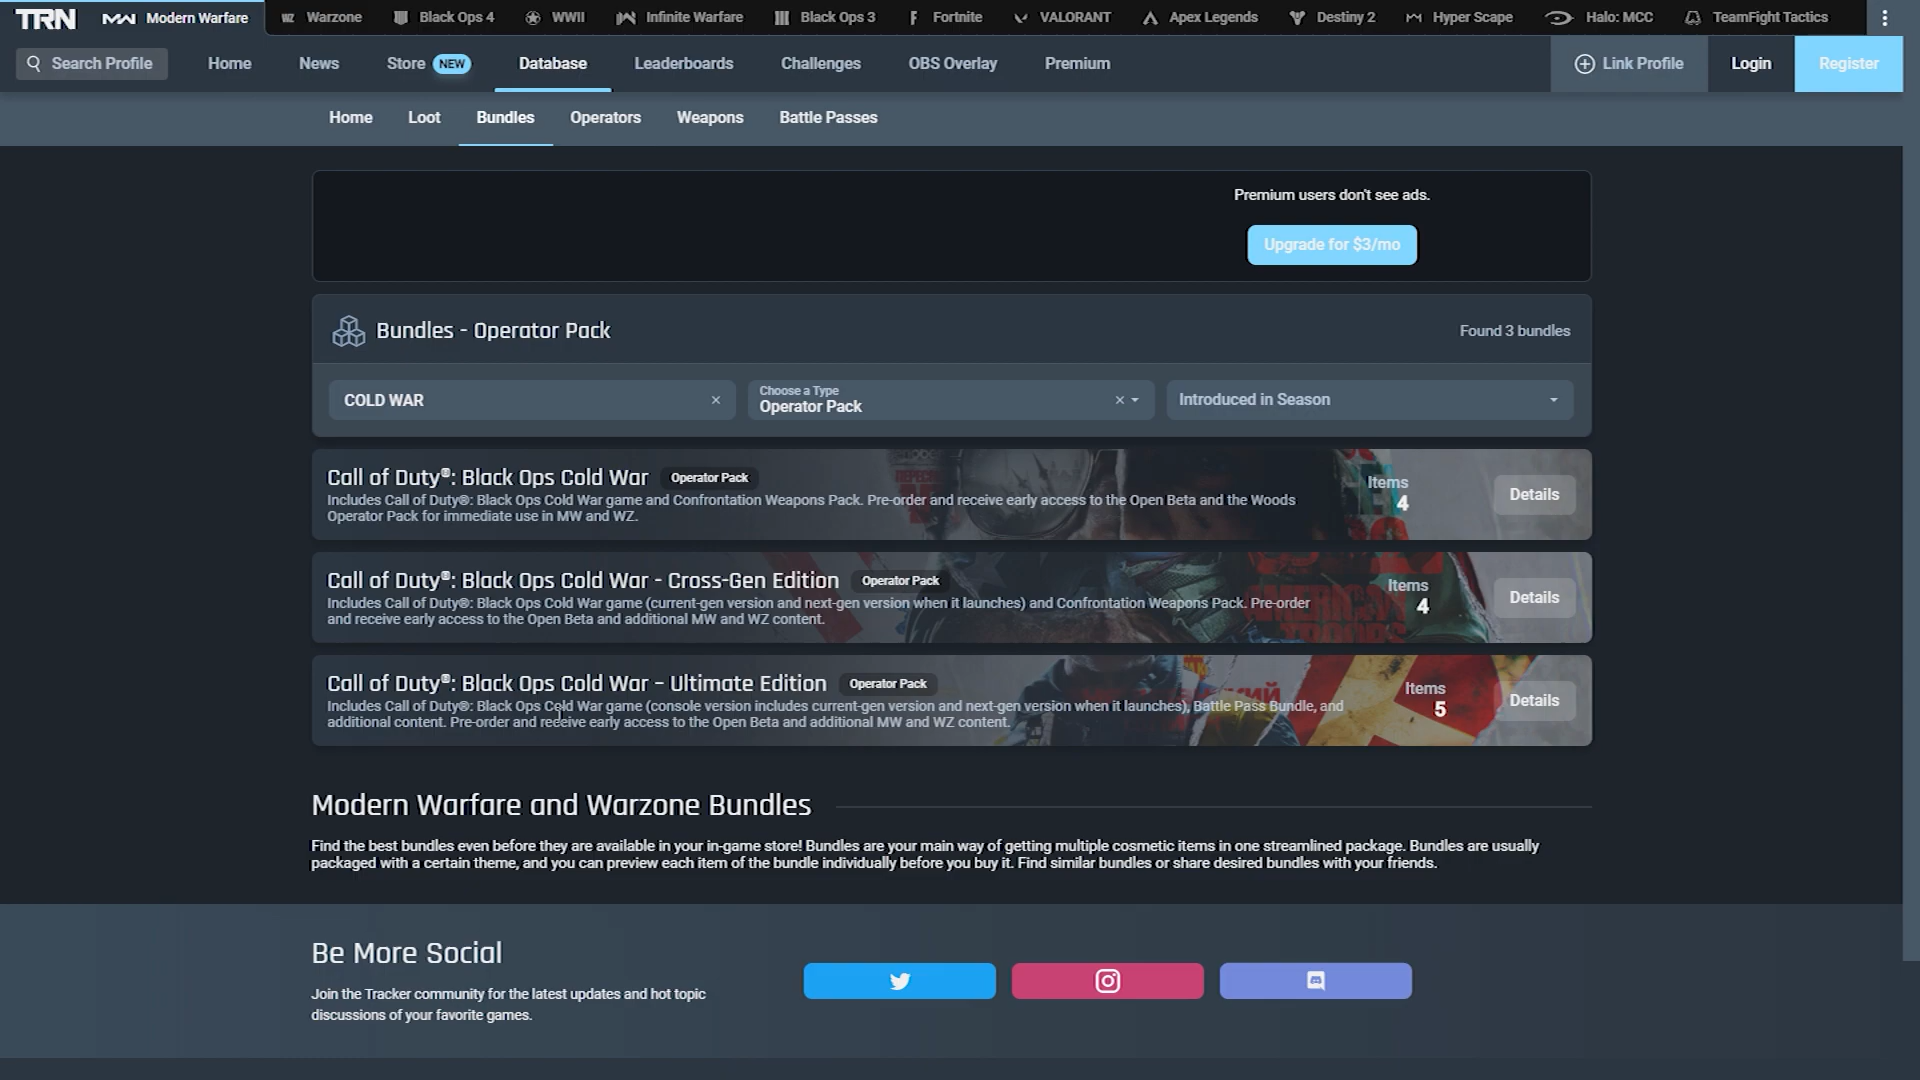 TRN Modern Warfare Warzone Black Ops 4 WWII Infinite Warfare Black Ops 3 Fortnite VALORANT Apex Legends Destiny 2 Hyper Scape Halo: MCC TeamFight Tactics
Search Profile Home News Store NEW Database Leaderboards Challenges OBS Overlay Premium Link Profile Login Register
Home Loot Bundles Operators Weapons Battle Passes
Premium users don't see ads.
Upgrade for $3/mo
Bundles - Operator Pack Found 3 bundles
COLD WAR Choose a Type Operator Pack Introduced in Season
Call of Duty®: Black Ops Cold War Operator Pack
Includes Call of Duty®: Black Ops Cold War game and Confrontation Weapons Pack. Pre-order and receive early access to the Open Beta and the Woods
Operator Pack for immediate use in MW and WZ.
Items
4
Details
Call of Duty®: Black Ops Cold War - Cross-Gen Edition Operator Pack
Includes Call of Duty®: Black Ops Cold War game (current-gen version and next-gen version when it launches) and Confrontation Weapons Pack. Pre-order
and receive early access to the Open Beta and additional MW and WZ content.
Items
4
Details
Call of Duty®: Black Ops Cold War – Ultimate Edition Operator Pack
Includes Call of Duty®: Black Ops Cold War game (console version includes current-gen version and next-gen version when it launches), Battle Pass Bundle, and
additional content. Pre-order and receive early access to the Open Beta and additional MW and WZ content.
Items
5
Details
Modern Warfare and Warzone Bundles
Find the best bundles even before they are available in your in-game store! Bundles are your main way of getting multiple cosmetic items in one streamlined package. Bundles are usually
packaged with a certain theme, and you can preview each item of the bundle individually before you buy it. Find similar bundles or share desired bundles with your friends.
Be More Social
Join the Tracker community for the latest updates and hot topic
discussions of your favorite games.